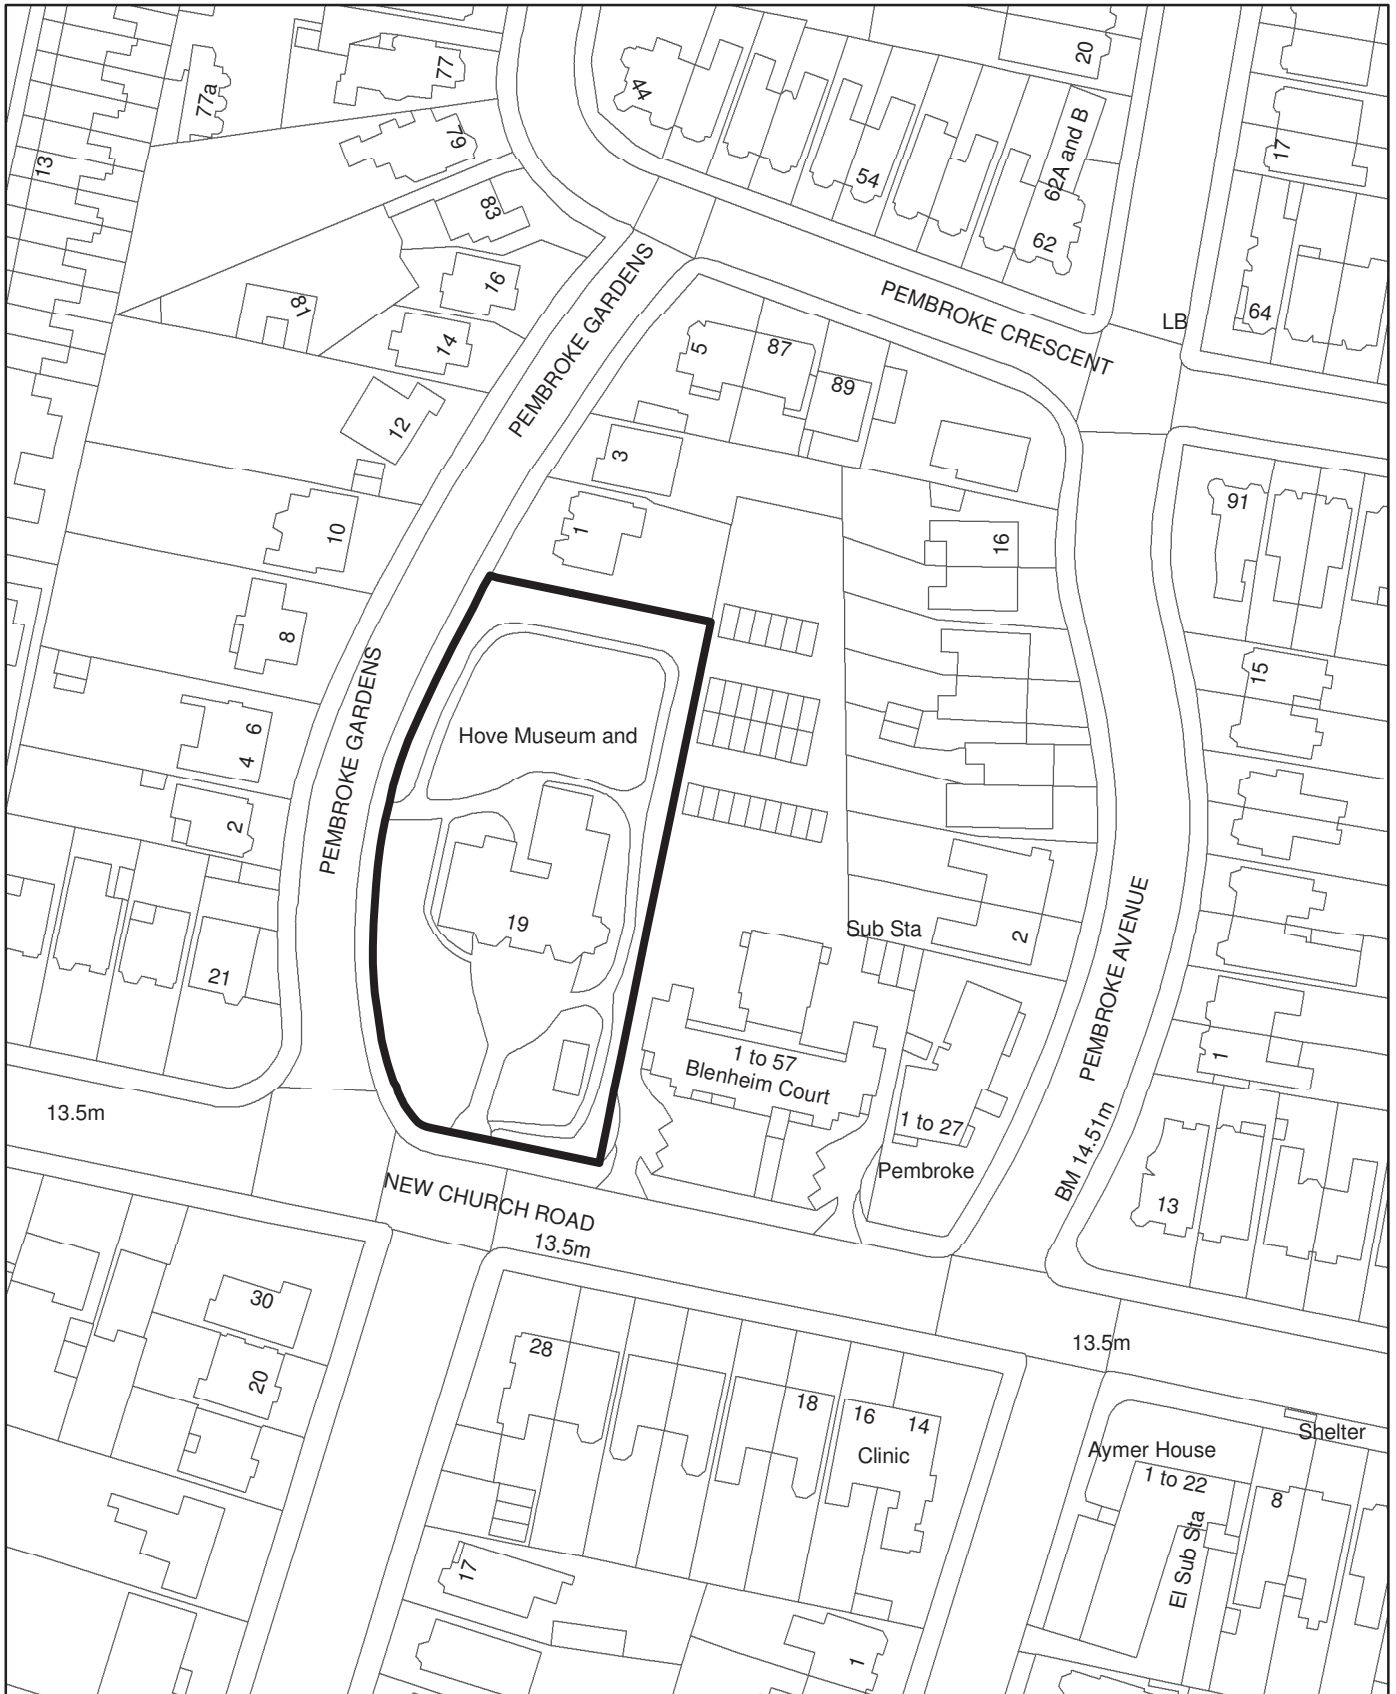 20
77
44
77a
17
79
62A and B
13
54
83
62
16
PEMBROKE GARDENS
81
PEMBROKE CRESCENT
64
LB
14
5
87
89
12
3
91
10
1
16
8
PEMBROKE GARDENS
15
6
Hove Museum and
4
2
19
Sub Sta
2
PEMBROKE AVENUE
21
1 to 57
Blenheim Court
1
13.5m
1 to 27
BM 14.51m
Pembroke
NEW CHURCH ROAD
13
13.5m
30
28
13.5m
20
18
16
14
Shelter
Clinic
Aymer House
1 to 22
8
El Sub Sta
17
1